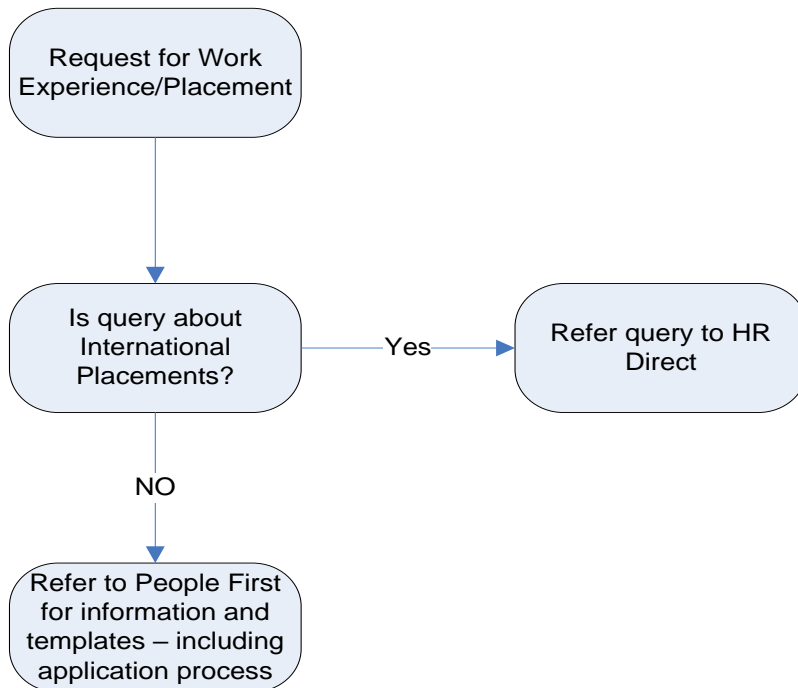 Request for Work
Experience/Placement
Is query about
International
Placements?
Yes
Refer query to HR
Direct
NO
Refer to People First
for information and
templates – including
application process